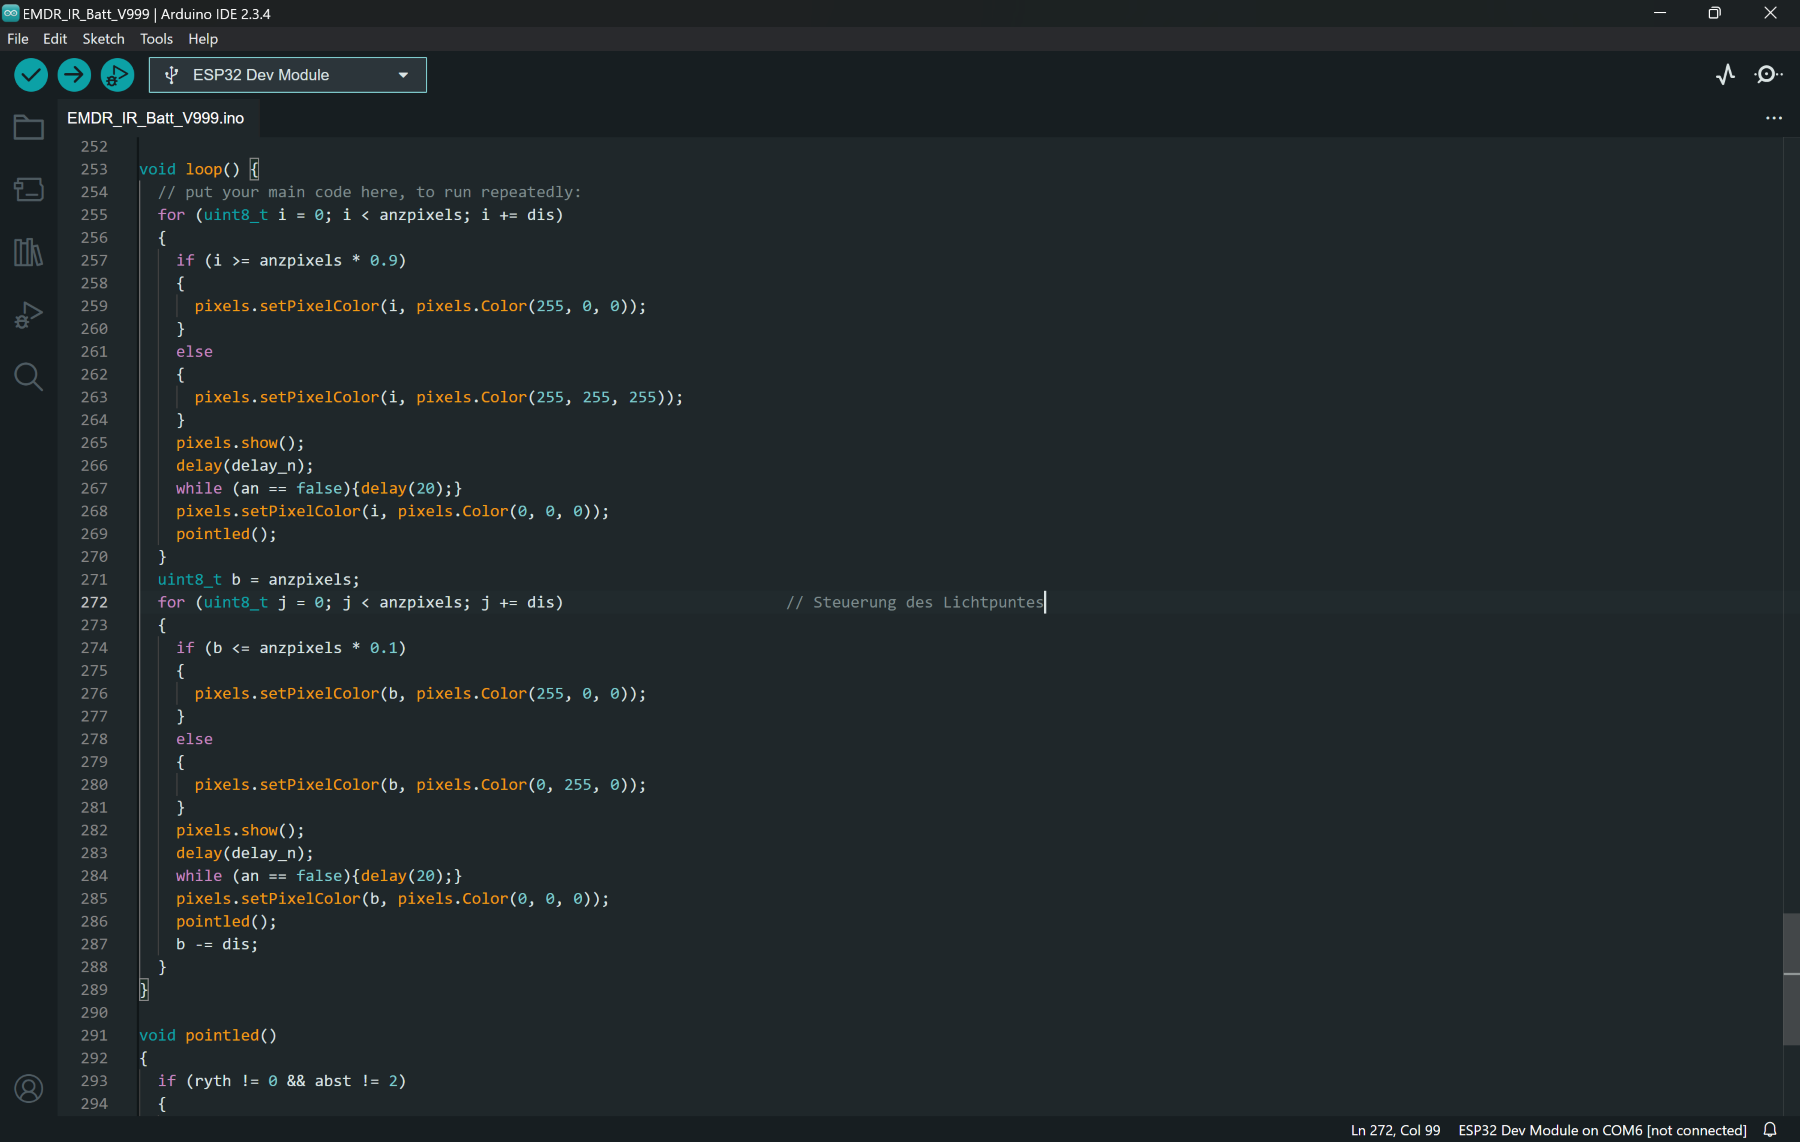 EMDR_IR_Batt_V999 | Arduino IDE 2.3.4
File Edit Sketch Tools Help
ESP32 Dev Module
EMDR_IR_Batt_V999.ino
252
253 void loop() {
254 // put your main code here, to run repeatedly:
255 for (uint8_t i = 0; i < anzpixels; i += dis)
256 {
257 if (i >= anzpixels * 0.9)
258 {
259 pixels.setPixelColor(i, pixels.Color(255, 0, 0));
260 }
261 else
262 {
263 pixels.setPixelColor(i, pixels.Color(255, 255, 255));
264 }
265 pixels.show();
266 delay(delay_n);
267 while (an == false){delay(20);}
268 pixels.setPixelColor(i, pixels.Color(0, 0, 0));
269 pointled();
270 }
271 uint8_t b = anzpixels;
272 for (uint8_t j = 0; j < anzpixels; j += dis) // Steuerung des Lichtpuntes
273 {
274 if (b <= anzpixels * 0.1)
275 {
276 pixels.setPixelColor(b, pixels.Color(255, 0, 0));
277 }
278 else
279 {
280 pixels.setPixelColor(b, pixels.Color(0, 255, 0));
281 }
282 pixels.show();
283 delay(delay_n);
284 while (an == false){delay(20);}
285 pixels.setPixelColor(b, pixels.Color(0, 0, 0));
286 pointled();
287 b -= dis;
288 }
289 }
290
291 void pointled()
292 {
293 if (ryth != 0 && abst != 2)
294 {
Ln 272, Col 99 ESP32 Dev Module on COM6 [not connected]